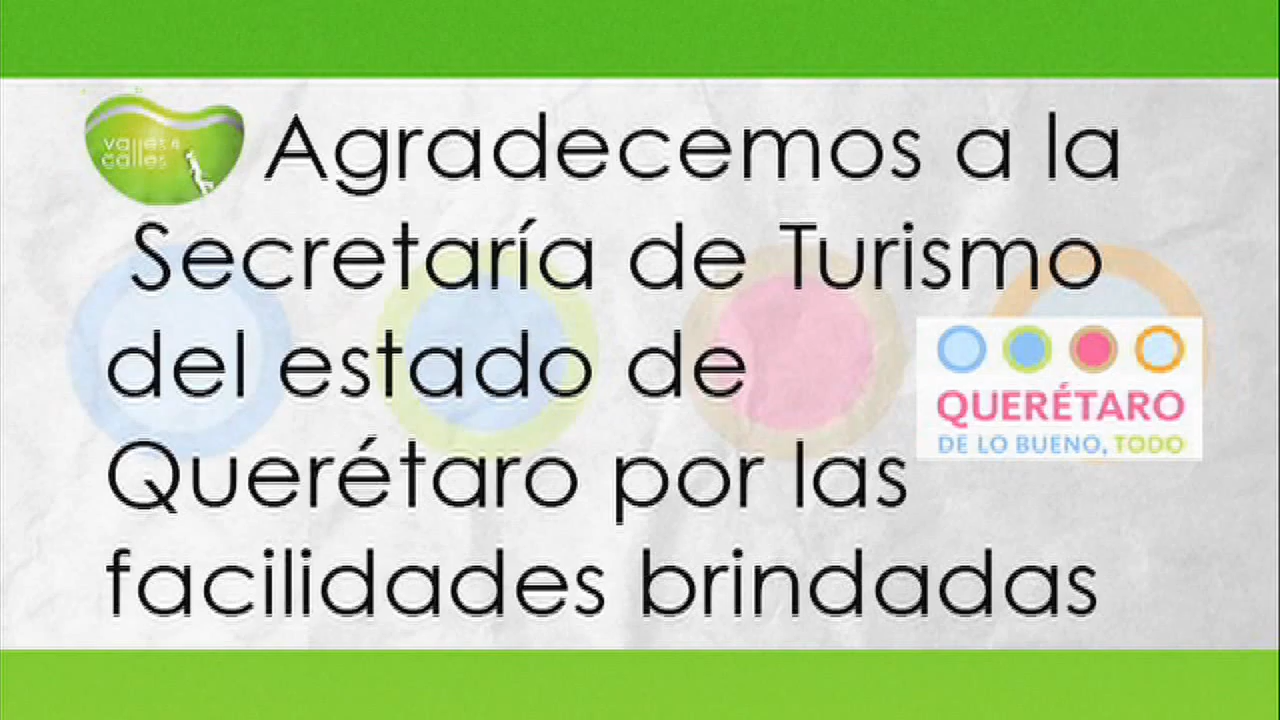 valles &
calles
Agradecemos a la
Secretaría de Turismo
del estado de
Querétaro por las
facilidades brindadas
QUERÉTARO
DE LO BUENO, TODO